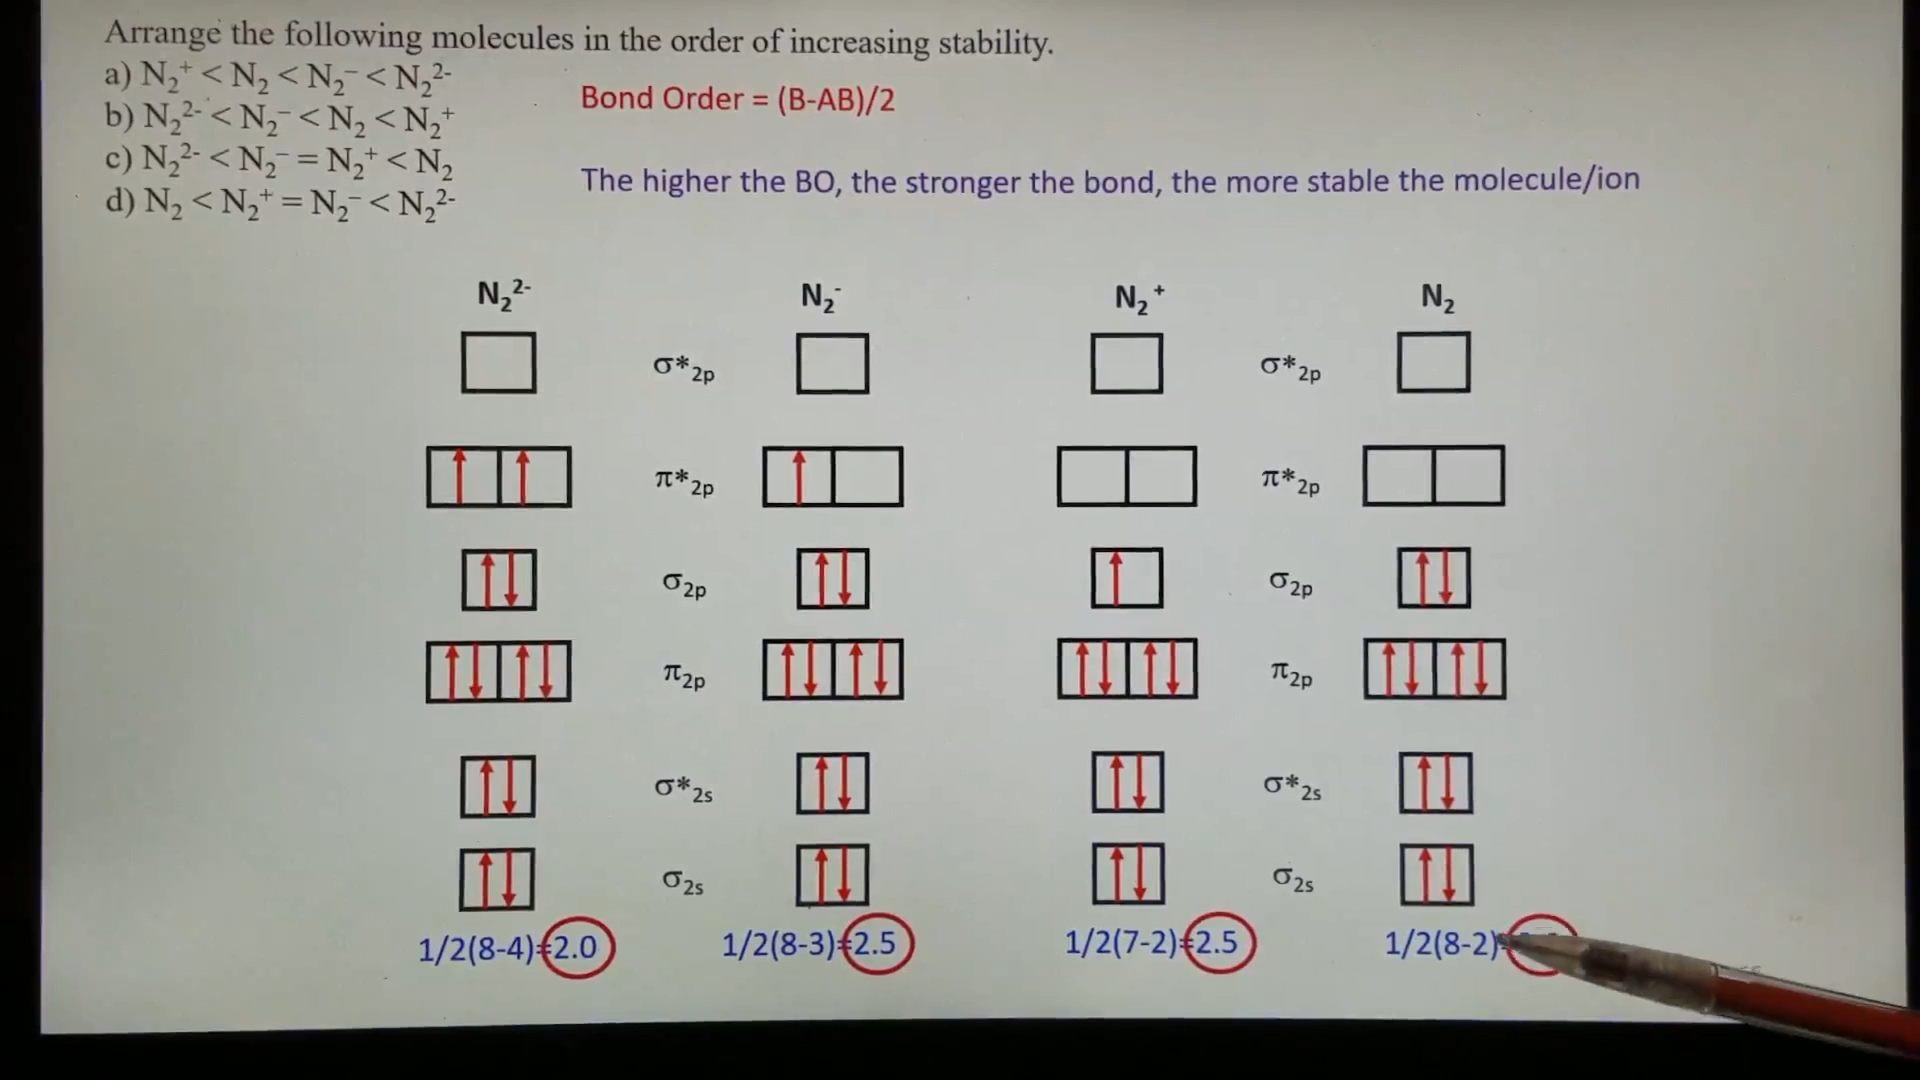 Arrange the following molecules in the order of increasing stability.
a) N₂⁺ < N₂ < N₂⁻ < N₂²⁻
b) N₂²⁻ < N₂⁻ < N₂ < N₂⁺
c) N₂²⁻ < N₂⁻ = N₂⁺ < N₂
d) N₂ < N₂⁺ = N₂⁻ < N₂²⁻
Bond Order = (B-AB)/2
The higher the BO, the stronger the bond, the more stable the molecule/ion
N₂²⁻ N₂⁻ N₂⁺ N₂
σ*2p σ*2p
π*2p π*2p
σ2p σ2p
π2p π2p
σ*2s σ*2s
σ2s σ2s
1/2(8-4)=2.0 1/2(8-3)=2.5 1/2(7-2)=2.5 1/2(8-2)